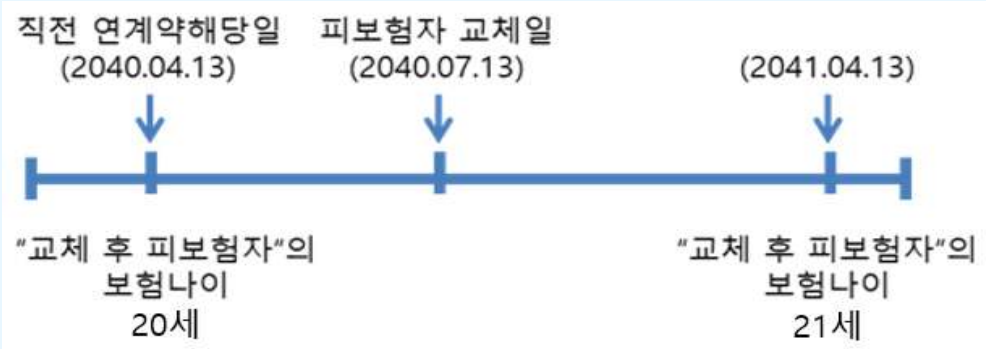 직전 연계약해당일
(2040.04.13)
피보험자 교체일
(2040.07.13)
(2041.04.13)
“교체 후 피보험자“의
보험나이
20세
“교체 후 피보험자“의
보험나이
21세